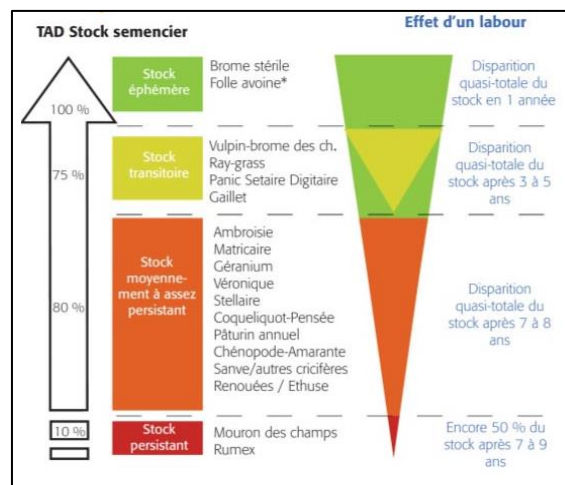 TAD Stock semencier
Effet d'un labour
100 %
Stock
éphémère
Brome stérile
Folle avoine*
Disparition
quasi-totale du
stock en 1 année
75 %
Stock
transitoire
Vulpin-brome des ch.
Ray-grass
Panic Setaire Digitaire
Gaillet
Disparition
quasi-totale du
stock après 3 à 5
ans
80 %
Stock
moyenne-
ment à assez
persistant
Ambroisie
Matricaire
Géranium
Véronique
Stellaire
Coqueliquot-Pensée
Pâturin annuel
Chénopode-Amarante
Sanve/autres cricifères
Renouées / Ethuse
Disparition
quasi-totale du
stock après 7 à 8
ans
10 %
Stock
persistant
Mouron des champs
Rumex
Encore 50 % du
stock après 7 à 9
ans